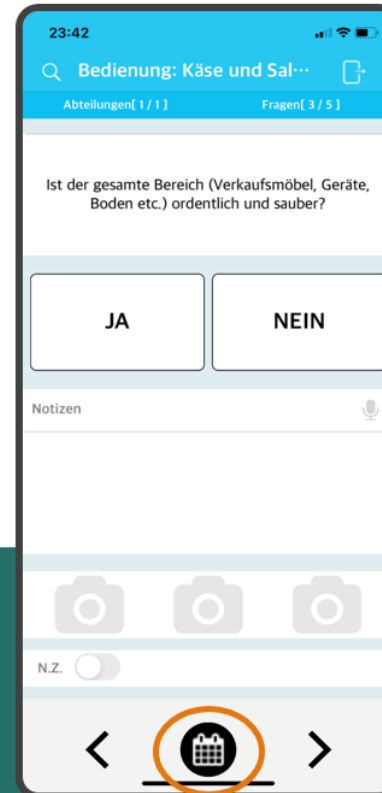 23:42
Bedienung: Käse und Sal...
Abteilungen[ 1 / 1 ] Fragen[ 3 / 5 ]
Ist der gesamte Bereich (Verkaufsmöbel, Geräte,
Boden etc.) ordentlich und sauber?
JA NEIN
Notizen
N.Z.